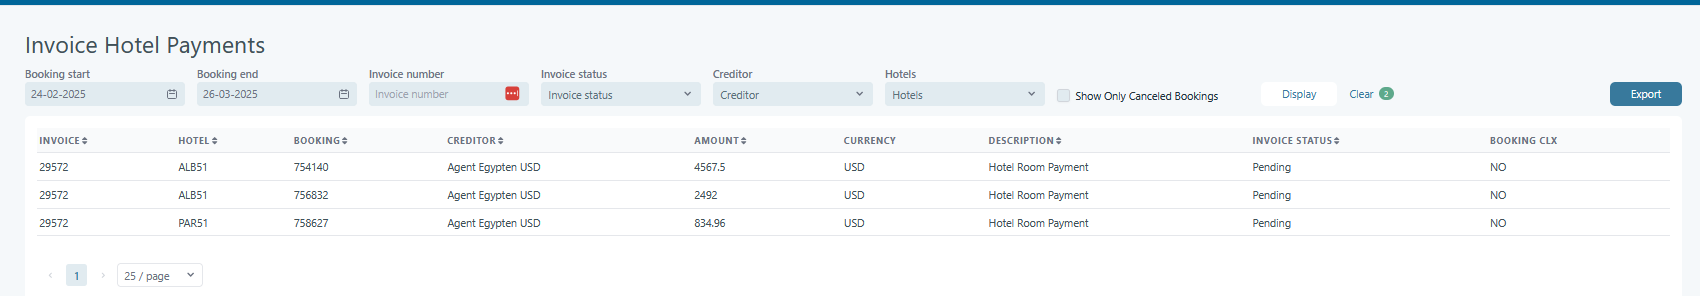 Invoice Hotel Payments
Booking start Booking end Invoice number Invoice status Creditor Hotels
24-02-2025 26-03-2025 Invoice number Invoice status Creditor Hotels Show Only Canceled Bookings Display Clear 2 Export
INVOICE HOTEL BOOKING CREDITOR AMOUNT CURRENCY DESCRIPTION INVOICE STATUS BOOKING CLX
29572 ALB51 754140 Agent Egypten USD 4567.5 USD Hotel Room Payment Pending NO
29572 ALB51 756832 Agent Egypten USD 2492 USD Hotel Room Payment Pending NO
29572 PAR51 758627 Agent Egypten USD 834.96 USD Hotel Room Payment Pending NO
1 25 / page